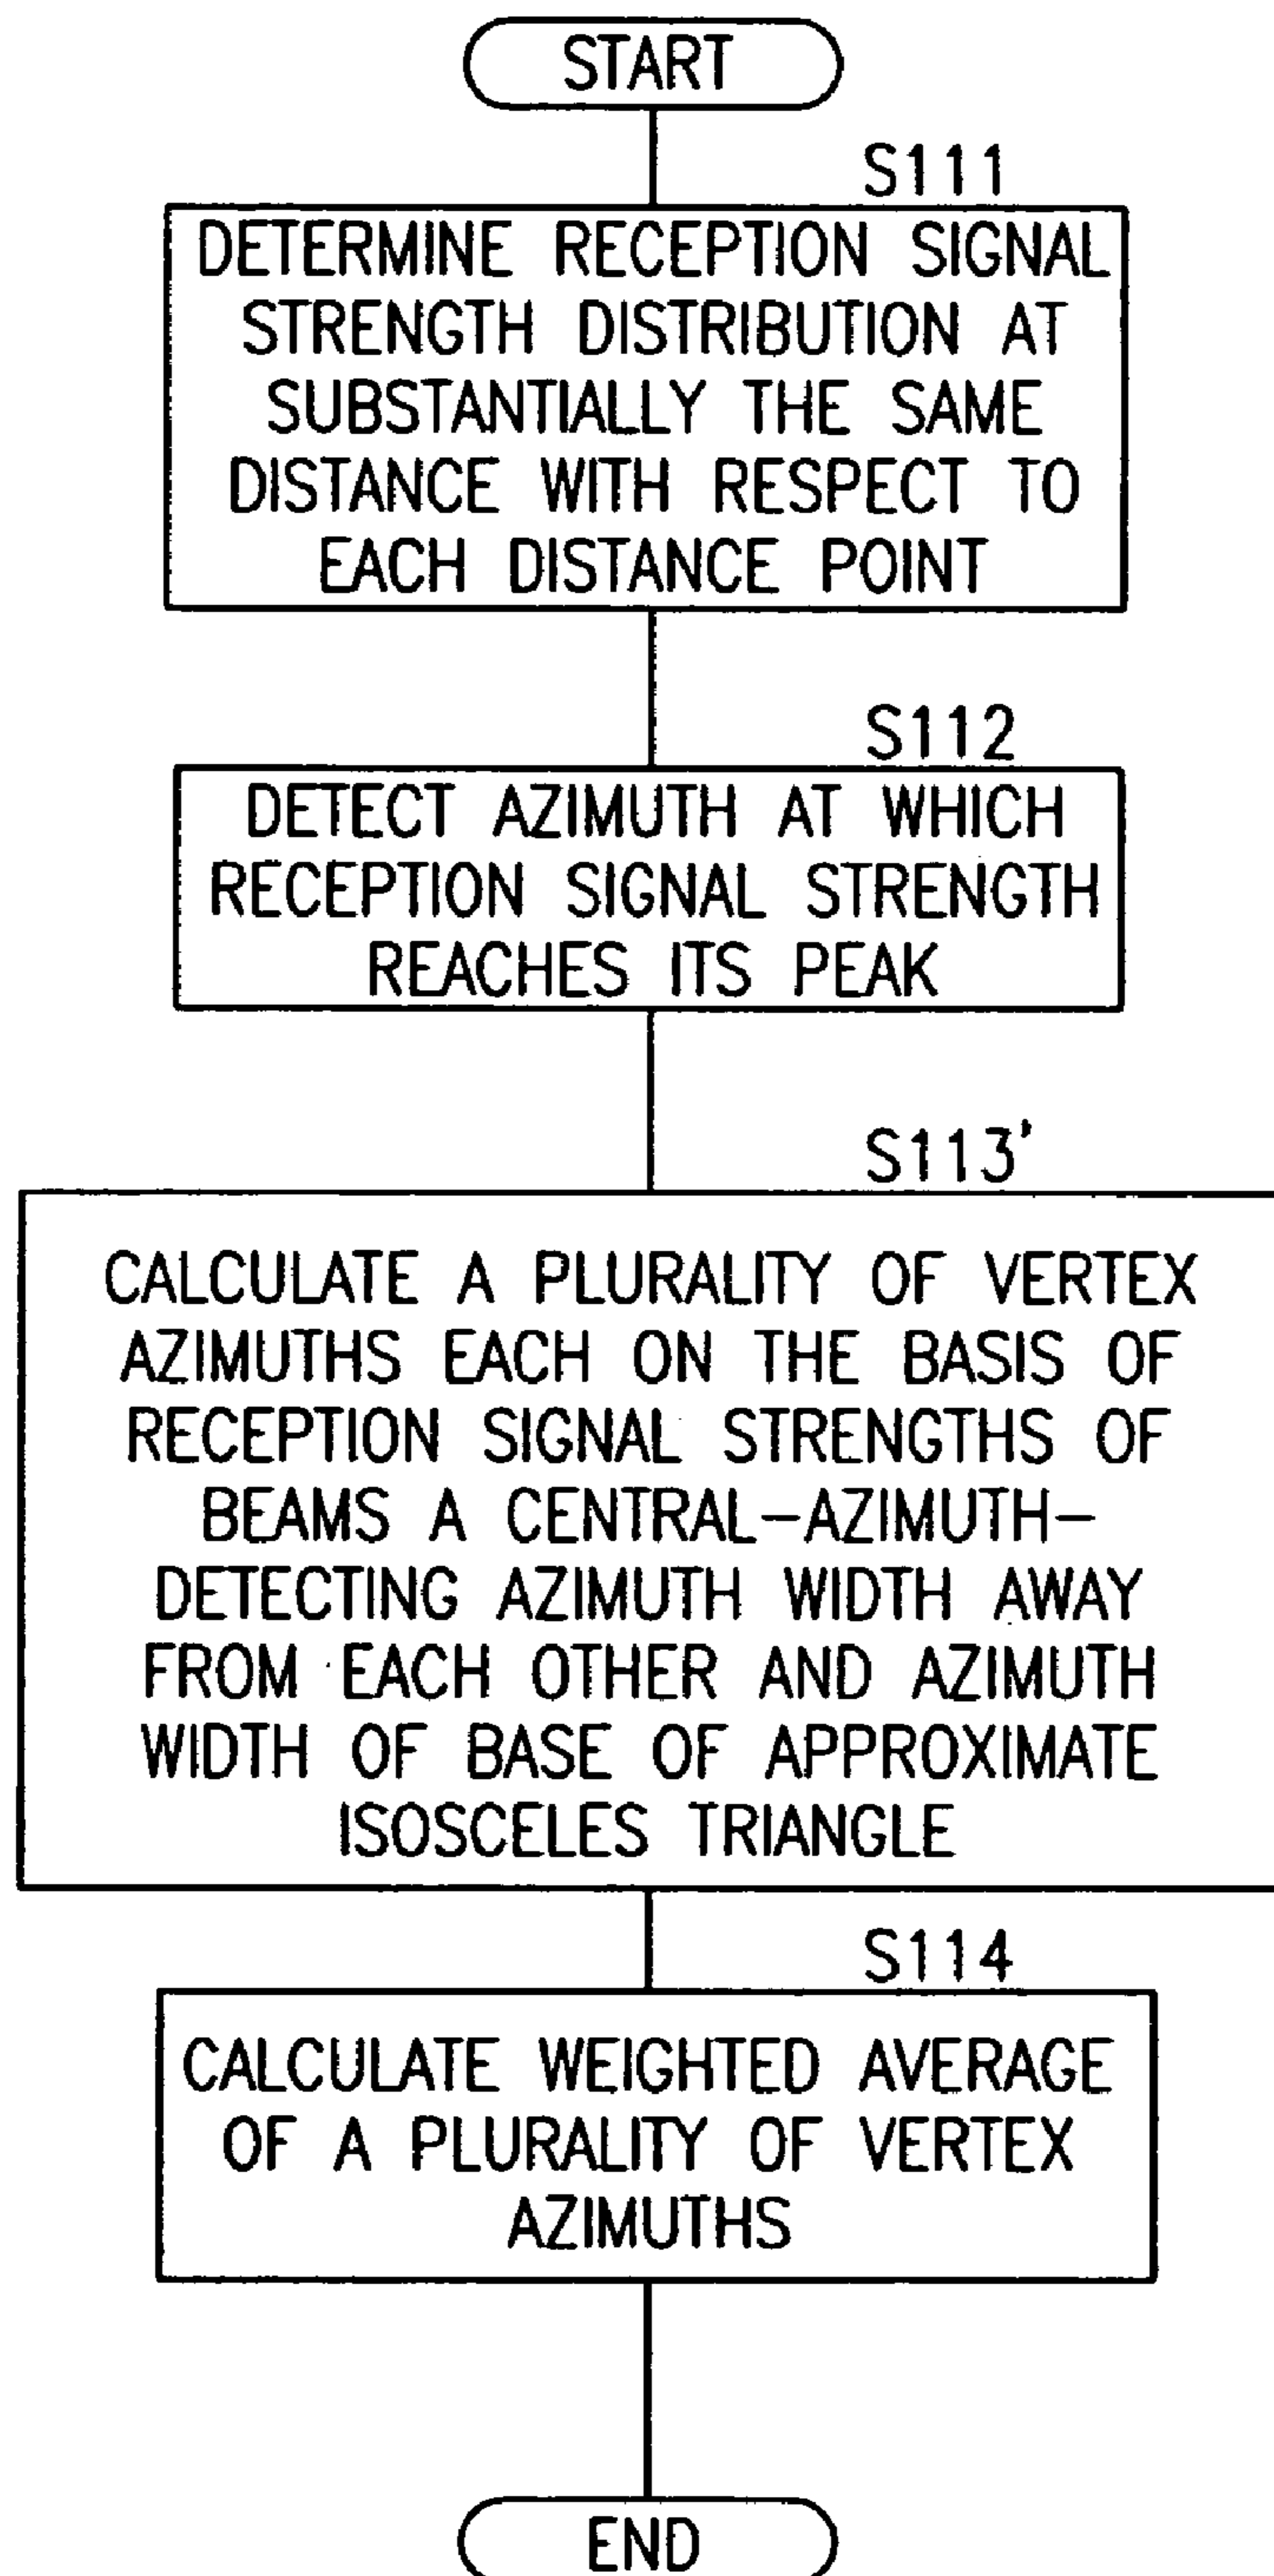 START
S111
DETERMINE RECEPTION SIGNAL
STRENGTH DISTRIBUTION AT
SUBSTANTIALLY THE SAME
DISTANCE WITH RESPECT TO
EACH DISTANCE POINT
S112
DETECT AZIMUTH AT WHICH
RECEPTION SIGNAL STRENGTH
REACHES ITS PEAK
S113'
CALCULATE A PLURALITY OF VERTEX
AZIMUTHS EACH ON THE BASIS OF
RECEPTION SIGNAL STRENGTHS OF
BEAMS A CENTRAL-AZIMUTH-
DETECTING AZIMUTH WIDTH AWAY
FROM EACH OTHER AND AZIMUTH
WIDTH OF BASE OF APPROXIMATE
ISOSCELES TRIANGLE
S114
CALCULATE WEIGHTED AVERAGE
OF A PLURALITY OF VERTEX
AZIMUTHS
END